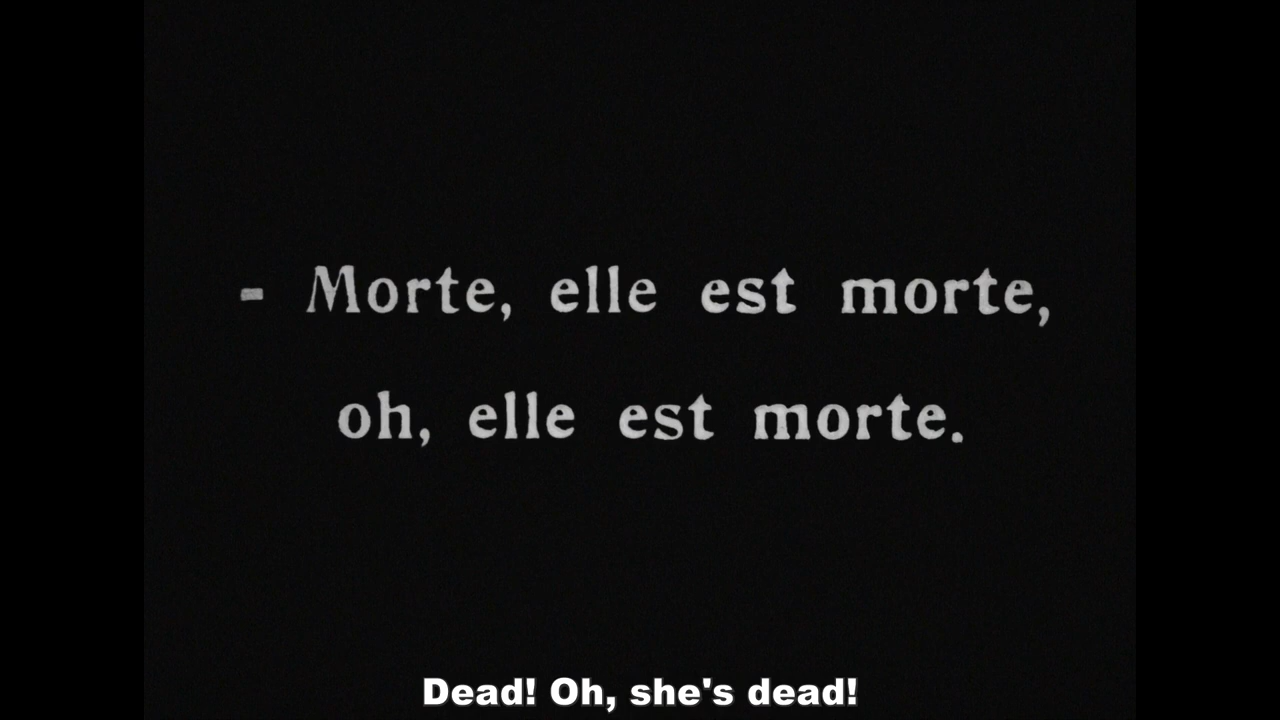 - Morte, elle est morte,
oh, elle est morte.
Dead! Oh, she's dead!